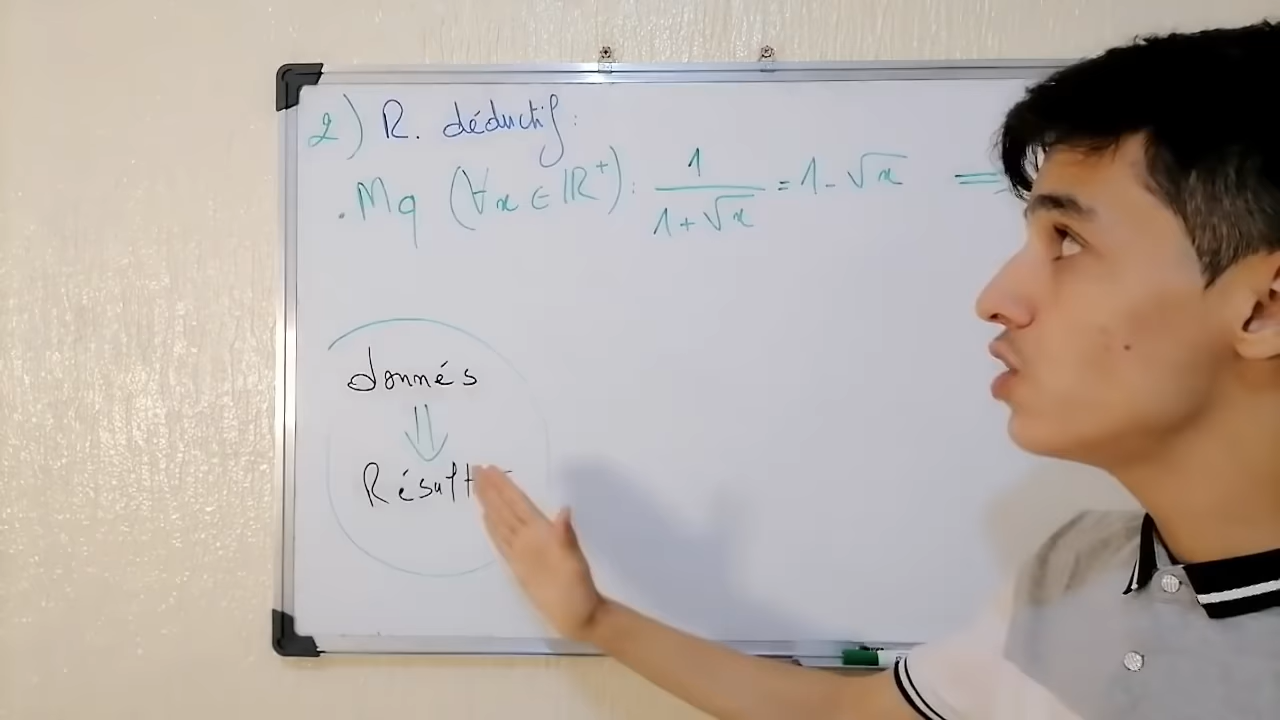 2) R. déductif:
. Mq (∀x ∈ ℝ⁺): 1/(1+√x) = 1 - √x ⇒
donnés
⇓
Résult